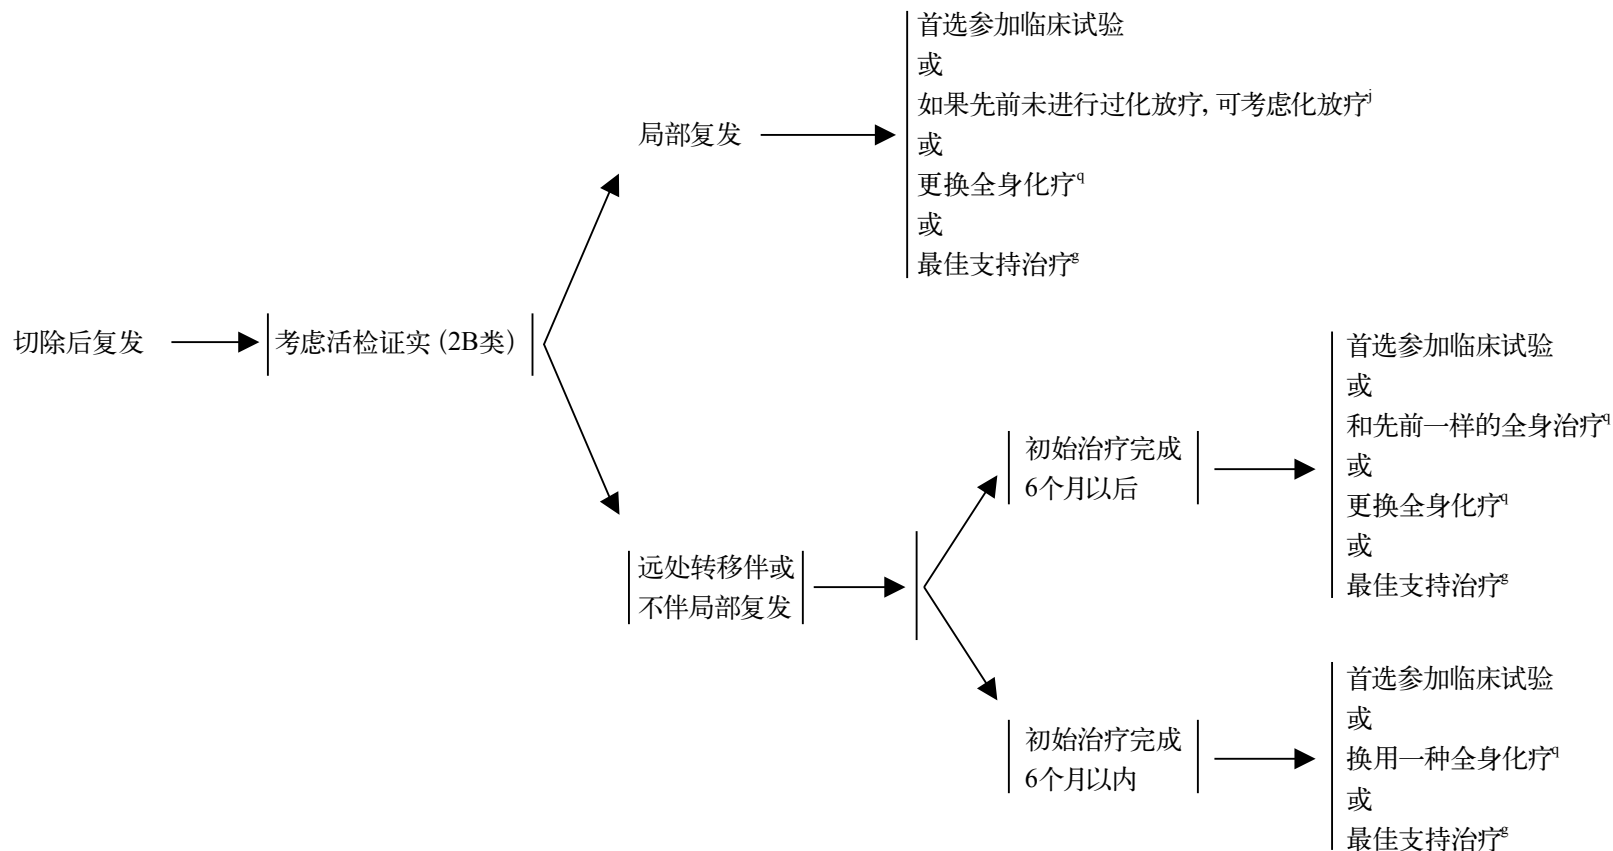 首选参加临床试验
或
如果先前未进行过化放疗, 可考虑化放疗j
或
更换全身化疗q
或
最佳支持治疗g
局部复发
切除后复发
考虑活检证实 (2B类)
远处转移伴或
不伴局部复发
初始治疗完成
6个月以后
首选参加临床试验
或
和先前一样的全身治疗q
或
更换全身化疗q
或
最佳支持治疗g
初始治疗完成
6个月以内
首选参加临床试验
或
换用一种全身化疗q
或
最佳支持治疗g